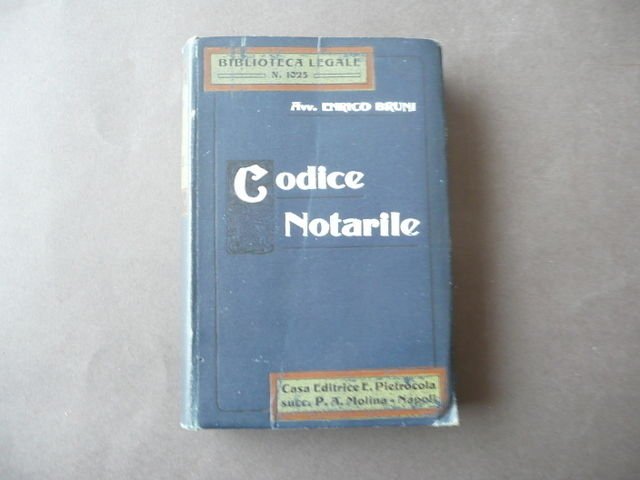 BIBLIOTECA LEGALE
N. 1025
Avv. ENRICO BRUNI
Codice
Notarile
Casa Editrice E. Pietrocola
succ. P. A. Molina - Napoli